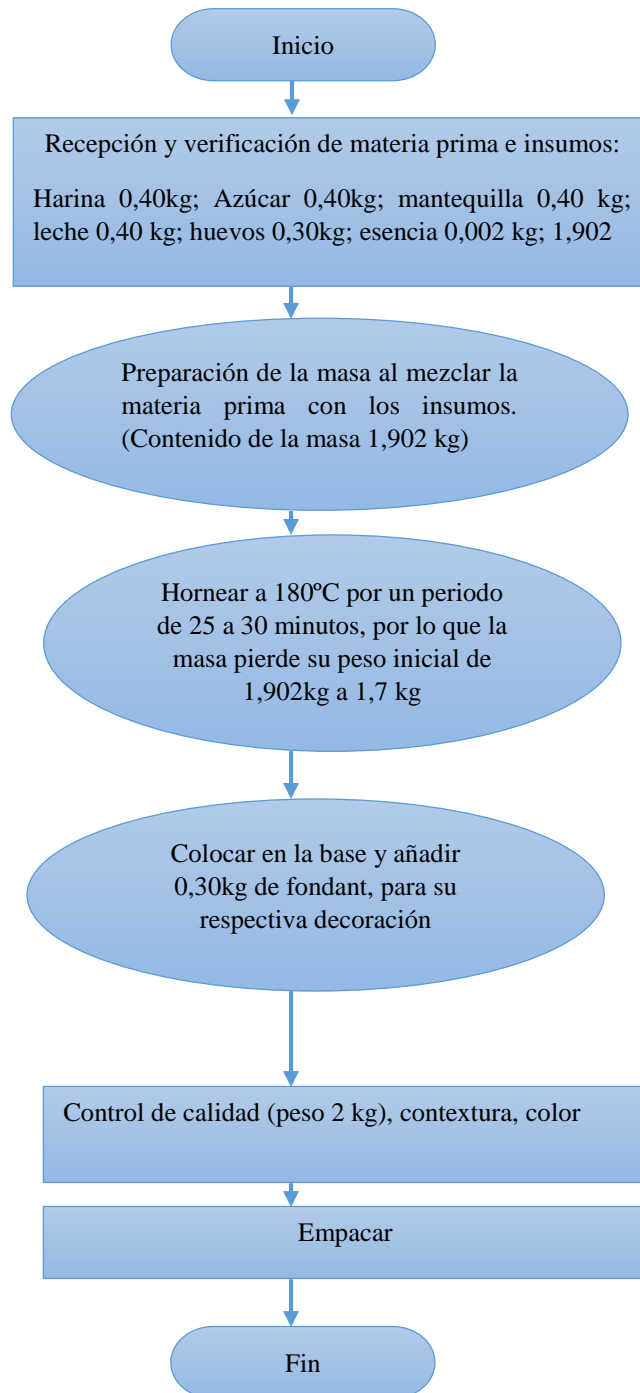 Inicio
Recepción y verificación de materia prima e insumos:
Harina 0,40kg; Azúcar 0,40kg; mantequilla 0,40 kg;
leche 0,40 kg; huevos 0,30kg; esencia 0,002 kg; 1,902
Preparación de la masa al mezclar la
materia prima con los insumos.
(Contenido de la masa 1,902 kg)
Hornear a 180ºC por un periodo
de 25 a 30 minutos, por lo que la
masa pierde su peso inicial de
1,902kg a 1,7 kg
Colocar en la base y añadir
0,30kg de fondant, para su
respectiva decoración
Control de calidad (peso 2 kg), contextura, color
Empacar
Fin